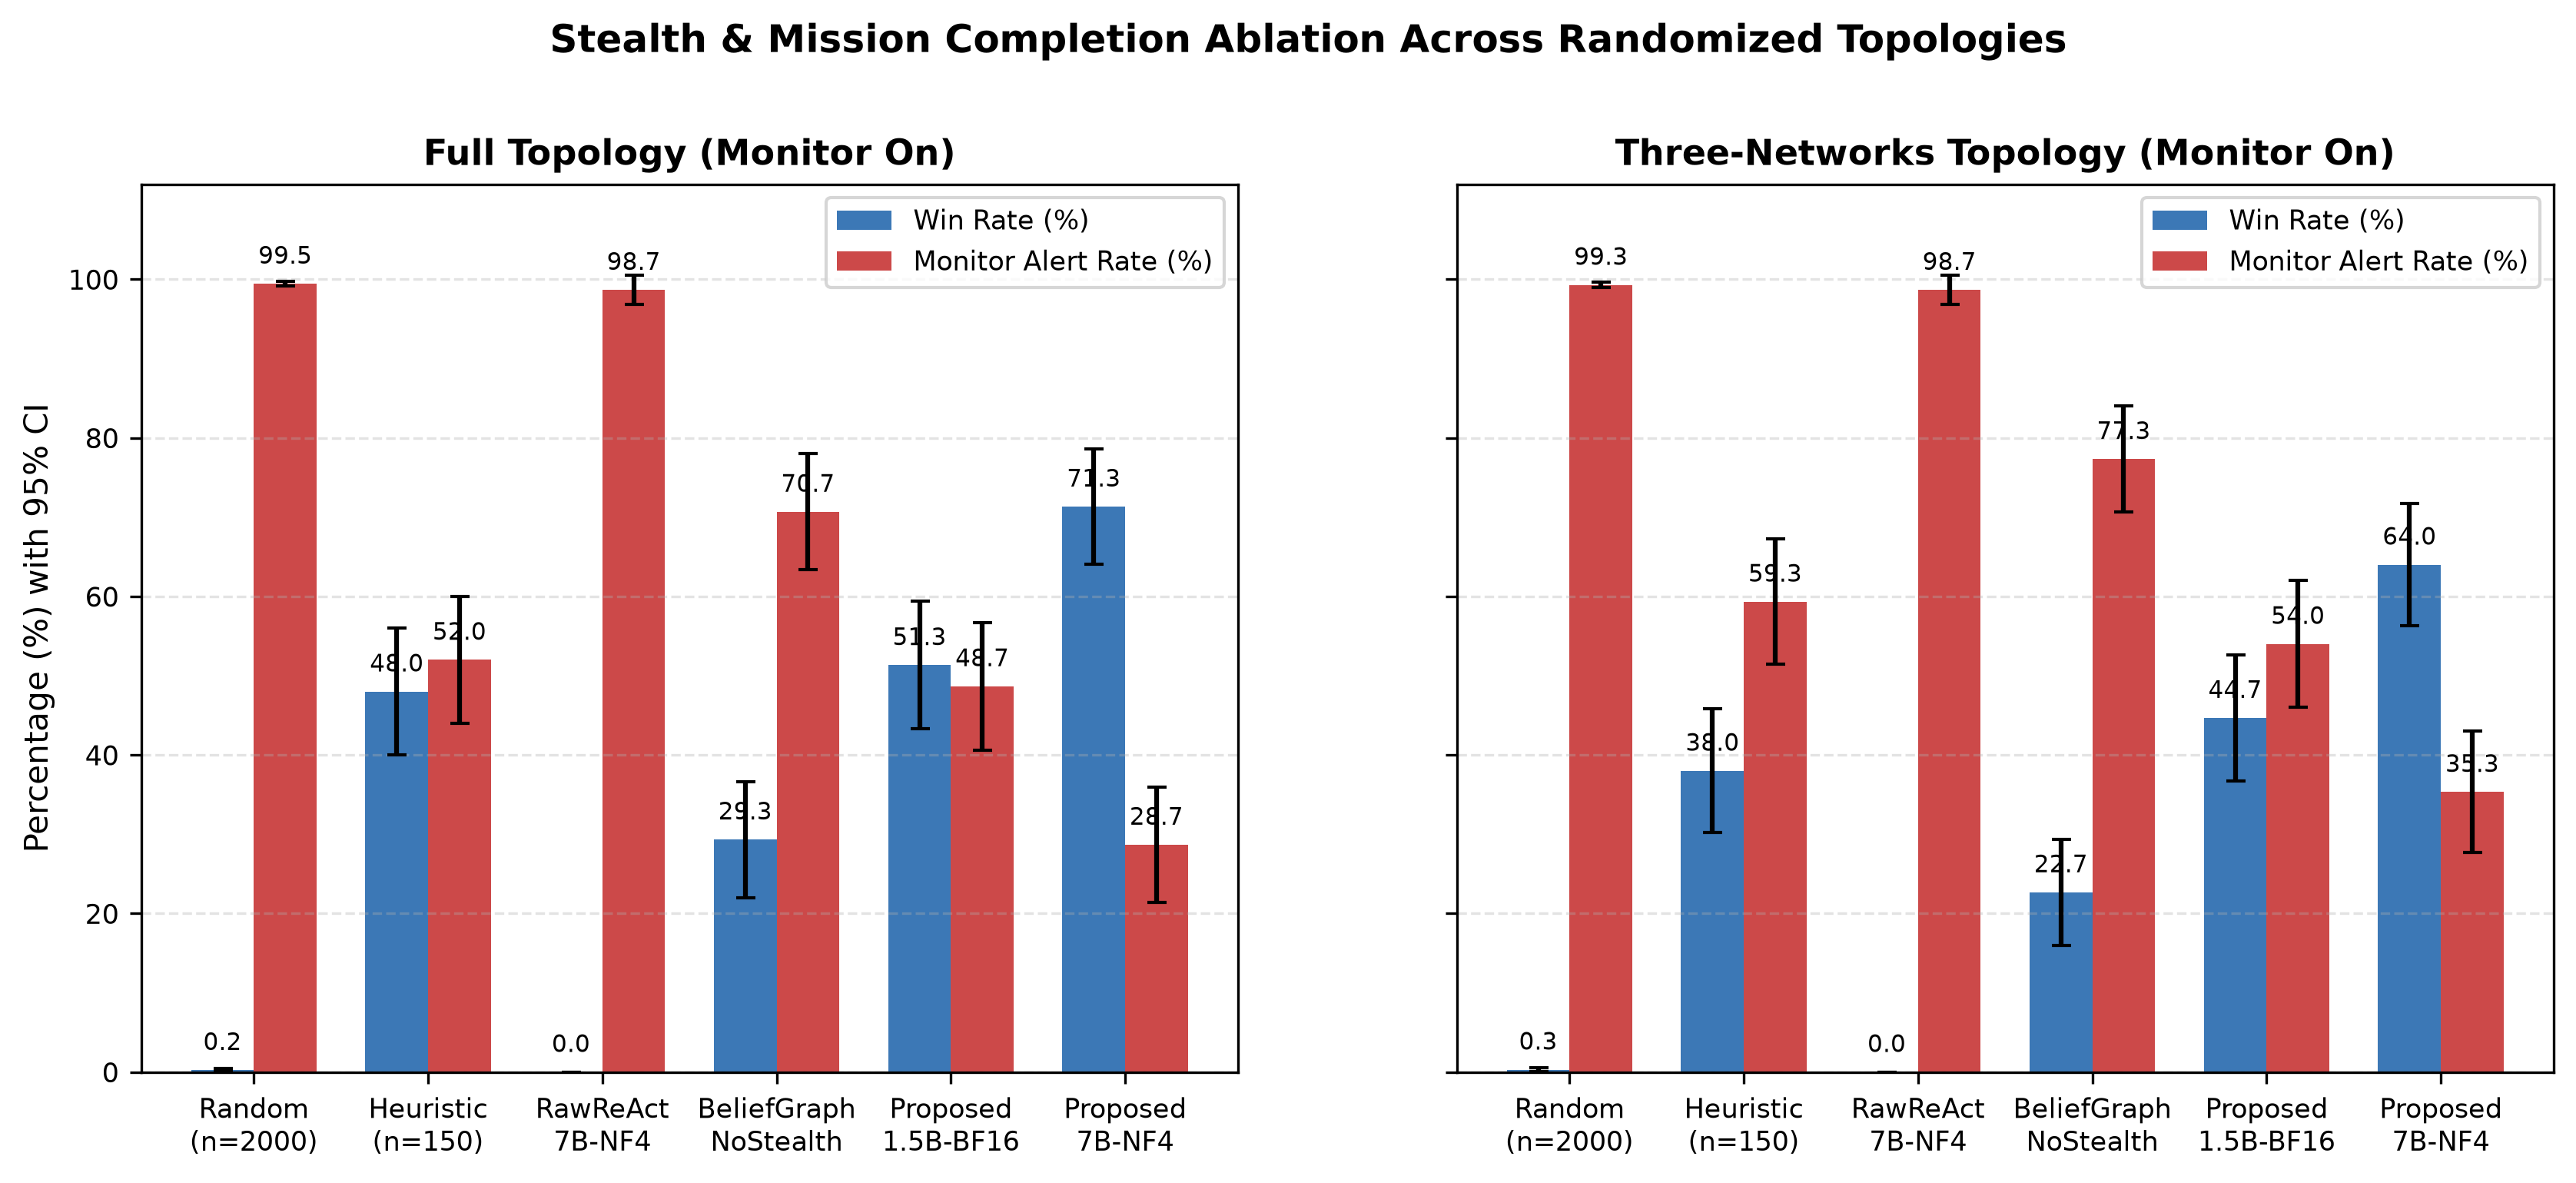 Stealth & Mission Completion Ablation Across Randomized Topologies
Full Topology (Monitor On)
Percentage (%) with 95% CI
100
80
60
40
20
0
Win Rate (%)
Monitor Alert Rate (%)
0.2
99.5
48.0
52.0
0.0
98.7
29.3
70.7
51.3
48.7
71.3
28.7
Random
(n=2000)
Heuristic
(n=150)
RawReAct
7B-NF4
BeliefGraph
NoStealth
Proposed
1.5B-BF16
Proposed
7B-NF4
Three-Networks Topology (Monitor On)
Win Rate (%)
Monitor Alert Rate (%)
0.3
99.3
38.0
59.3
0.0
98.7
22.7
77.3
44.7
54.0
64.0
35.3
Random
(n=2000)
Heuristic
(n=150)
RawReAct
7B-NF4
BeliefGraph
NoStealth
Proposed
1.5B-BF16
Proposed
7B-NF4